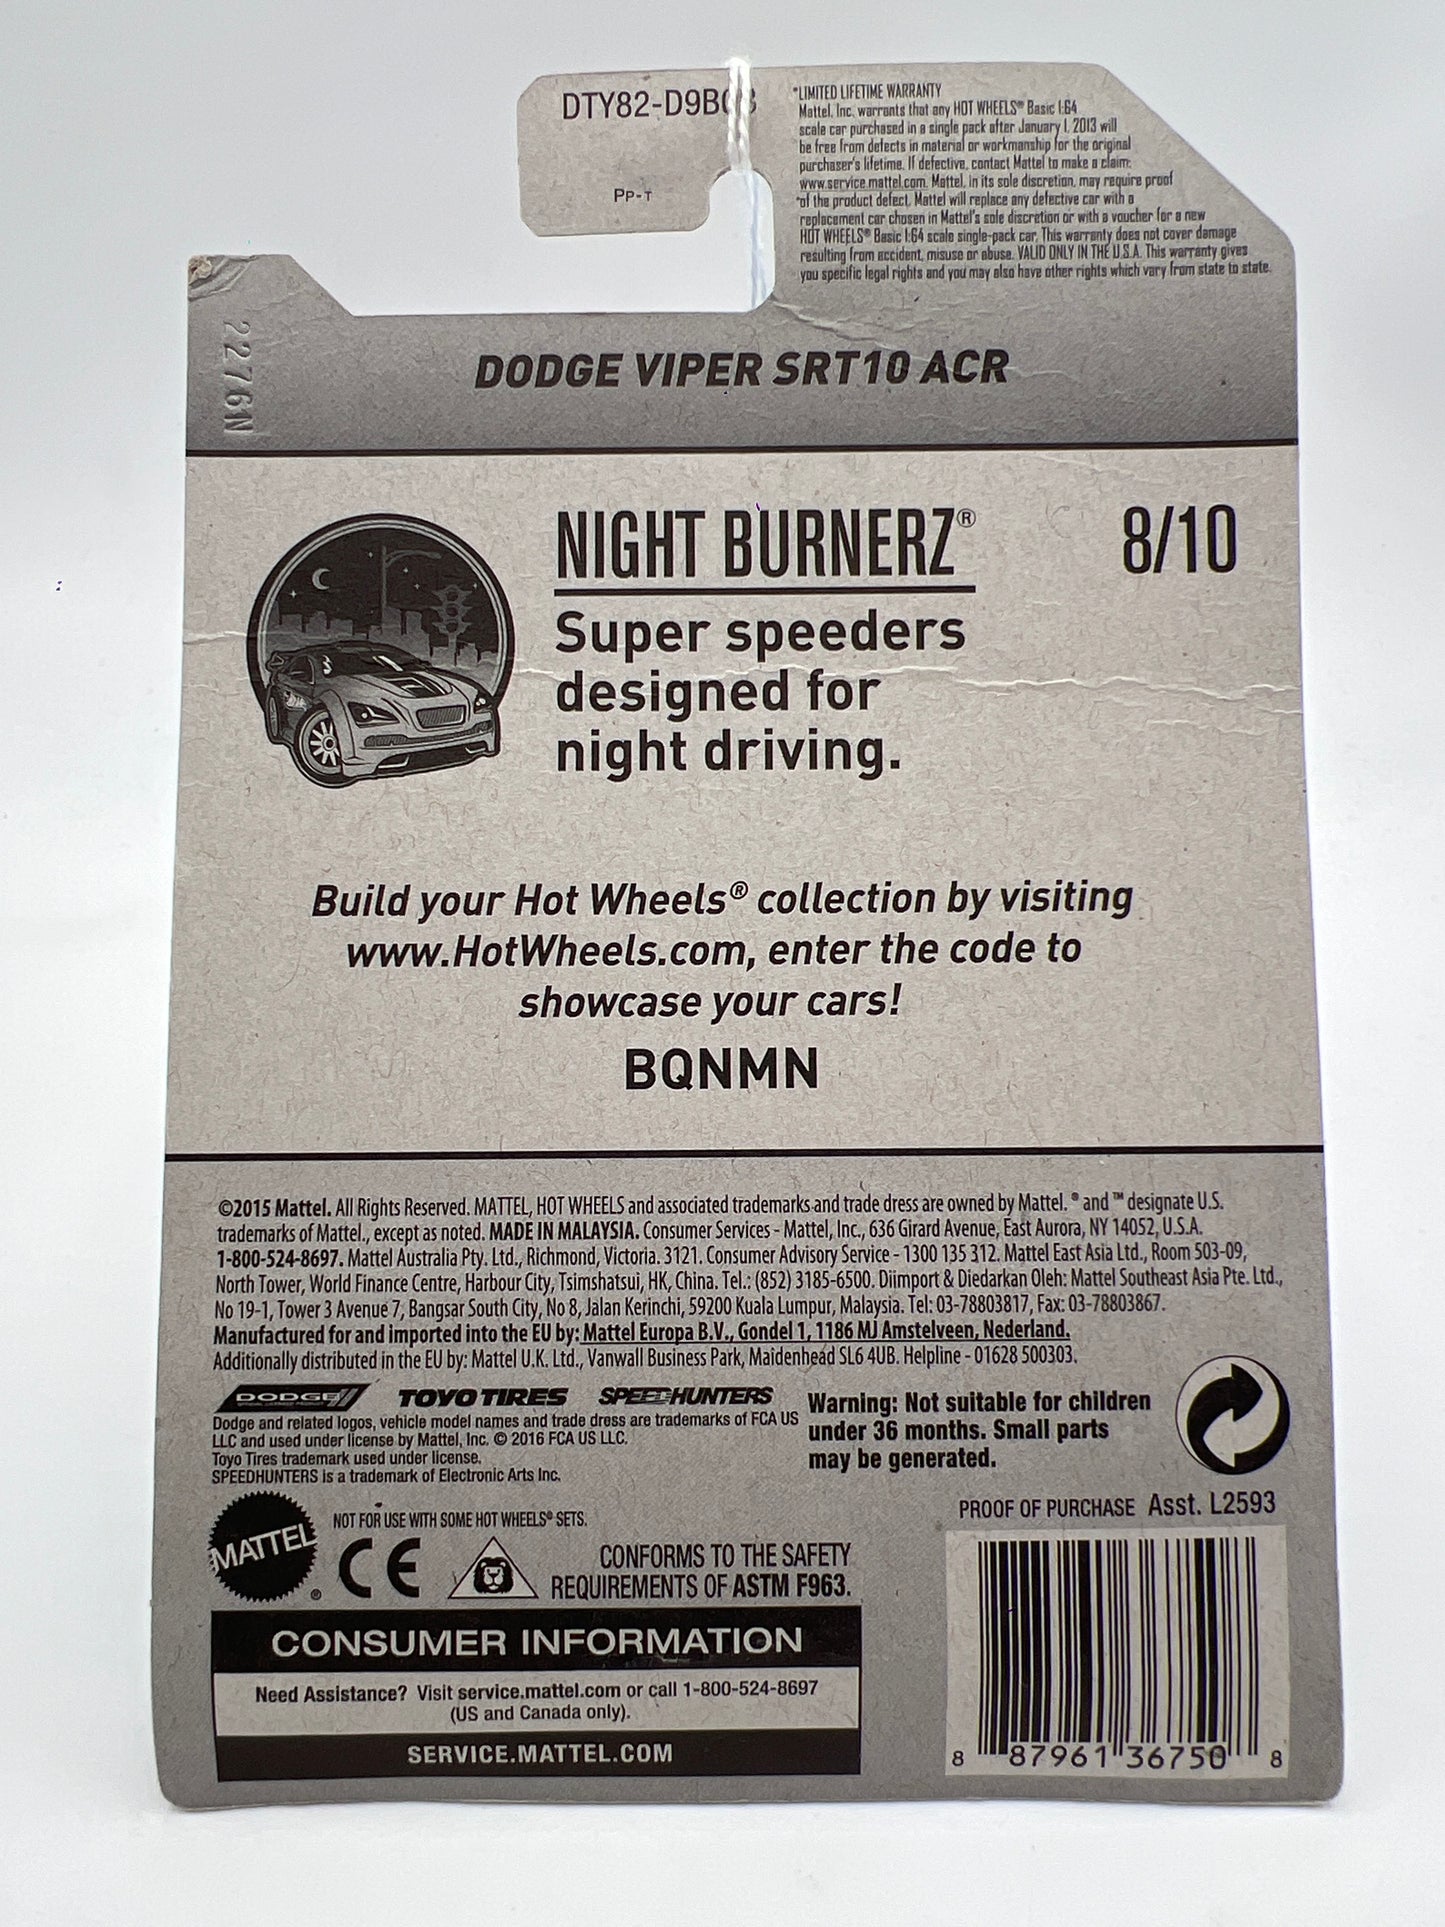 DTY82-D9B
PP-T
*LIMITED LIFETIME WARRANTY
Mattel, Inc. warrants that any HOT WHEELS® Basic 1:64
scale car purchased in a single pack after January 1, 2013 will
be free from defects in material or workmanship for the original
purchaser's lifetime. If defective, contact Mattel to make a claim:
www.service.mattel.com. Mattel, in its sole discretion, may require proof
of the product defect. Mattel will replace any defective car with a
replacement car chosen in Mattel's sole discretion or with a voucher for a new
HOT WHEELS® Basic 1:64 scale single-pack car. This warranty does not cover damage
resulting from accident, misuse or abuse. VALID ONLY IN THE U.S.A. This warranty gives
you specific legal rights and you may also have other rights which vary from state to state.
22761N
DODGE VIPER SRT10 ACR
NIGHT BURNERZ® 8/10
Super speeders
designed for
night driving.
Build your Hot Wheels® collection by visiting
www.HotWheels.com, enter the code to
showcase your cars!
BQNMN
©2015 Mattel. All Rights Reserved. MATTEL, HOT WHEELS and associated trademarks and trade dress are owned by Mattel. ® and ™ designate U.S.
trademarks of Mattel., except as noted. MADE IN MALAYSIA. Consumer Services - Mattel, Inc., 636 Girard Avenue, East Aurora, NY 14052, U.S.A.
1-800-524-8697. Mattel Australia Pty. Ltd., Richmond, Victoria. 3121. Consumer Advisory Service - 1300 135 312. Mattel East Asia Ltd., Room 503-09,
North Tower, World Finance Centre, Harbour City, Tsimshatsui, HK, China. Tel.: (852) 3185-6500. Diimport & Diedarkan Oleh: Mattel Southeast Asia Pte. Ltd.,
No 19-1, Tower 3 Avenue 7, Bangsar South City, No 8, Jalan Kerinchi, 59200 Kuala Lumpur, Malaysia. Tel: 03-78803817, Fax: 03-78803867.
Manufactured for and imported into the EU by: Mattel Europa B.V., Gondel 1, 1186 MJ Amstelveen, Nederland.
Additionally distributed in the EU by: Mattel U.K. Ltd., Vanwall Business Park, Maidenhead SL6 4UB. Helpline - 01628 500303.
DODGE TOYO TIRES SPEEDHUNTERS
Dodge and related logos, vehicle model names and trade dress are trademarks of FCA US
LLC and used under license by Mattel, Inc. © 2016 FCA US LLC.
Toyo Tires trademark used under license.
SPEEDHUNTERS is a trademark of Electronic Arts Inc.
Warning: Not suitable for children
under 36 months. Small parts
may be generated.
MATTEL®
NOT FOR USE WITH SOME HOT WHEELS® SETS.
CE
CONFORMS TO THE SAFETY
REQUIREMENTS OF ASTM F963.
PROOF OF PURCHASE Asst. L2593
CONSUMER INFORMATION
Need Assistance? Visit service.mattel.com or call 1-800-524-8697
(US and Canada only).
SERVICE.MATTEL.COM
8 87961 36750 8